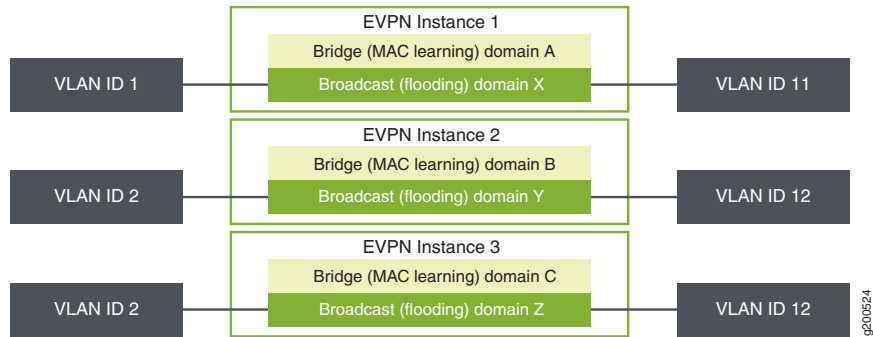 EVPN Instance 1
Bridge (MAC learning) domain A
VLAN ID 1
Broadcast (flooding) domain X
VLAN ID 11
EVPN Instance 2
Bridge (MAC learning) domain B
VLAN ID 2
Broadcast (flooding) domain Y
VLAN ID 12
EVPN Instance 3
Bridge (MAC learning) domain C
VLAN ID 2
Broadcast (flooding) domain Z
VLAN ID 12
g200524